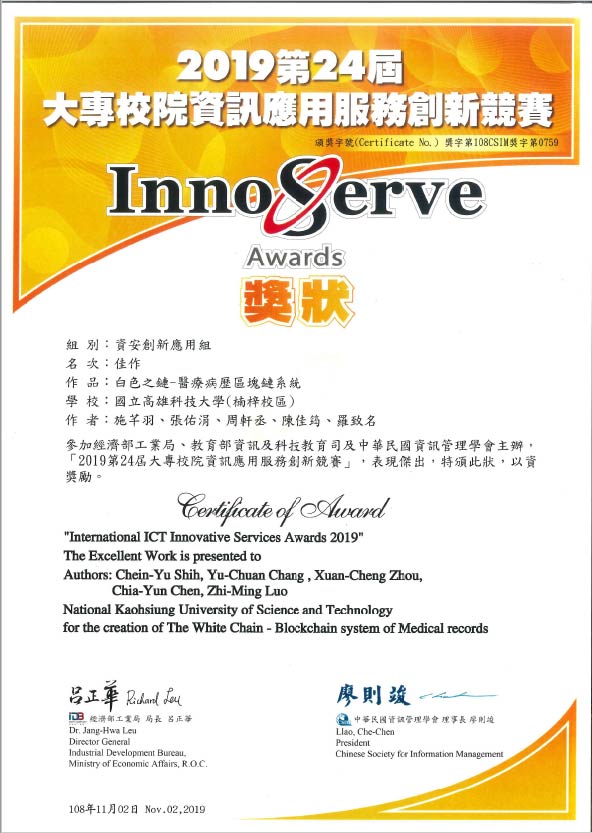 2019第24屆
大專校院資訊應用服務創新競賽
頒獎字號(Certificate No.) 獎字第108CSIM獎字第0759
InnoServe
Awards
獎狀
組 別：資安創新應用組
名 次：佳作
作 品：白色之鏈-醫療病歷區塊鏈系統
學 校：國立高雄科技大學(楠梓校區)
作 者：施芊羽、張佑涓、周軒丞、陳佳筠、羅致名
參加經濟部工業局、教育部資訊及科技教育司及中華民國資訊管理學會主辦，
「2019第24屆大專校院資訊應用服務創新競賽」，表現傑出，特頒此狀，以資
獎勵。
Certificate of Award
"International ICT Innovative Services Awards 2019"
The Excellent Work is presented to
Authors: Chein-Yu Shih, Yu-Chuan Chang , Xuan-Cheng Zhou,
Chia-Yun Chen, Zhi-Ming Luo
National Kaohsiung University of Science and Technology
for the creation of The White Chain - Blockchain system of Medical records
呂正華 Richard Leu
IDB 經濟部工業局 局長 呂正華
Dr. Jang-Hwa Leu
Director General
Industrial Development Bureau,
Ministry of Economic Affairs, R.O.C.
廖則竣
中華民國資訊管理學會 理事長 廖則竣
LIao, Che-Chen
President
Chinese Society for Information Management
108年11月02日 Nov.02,2019